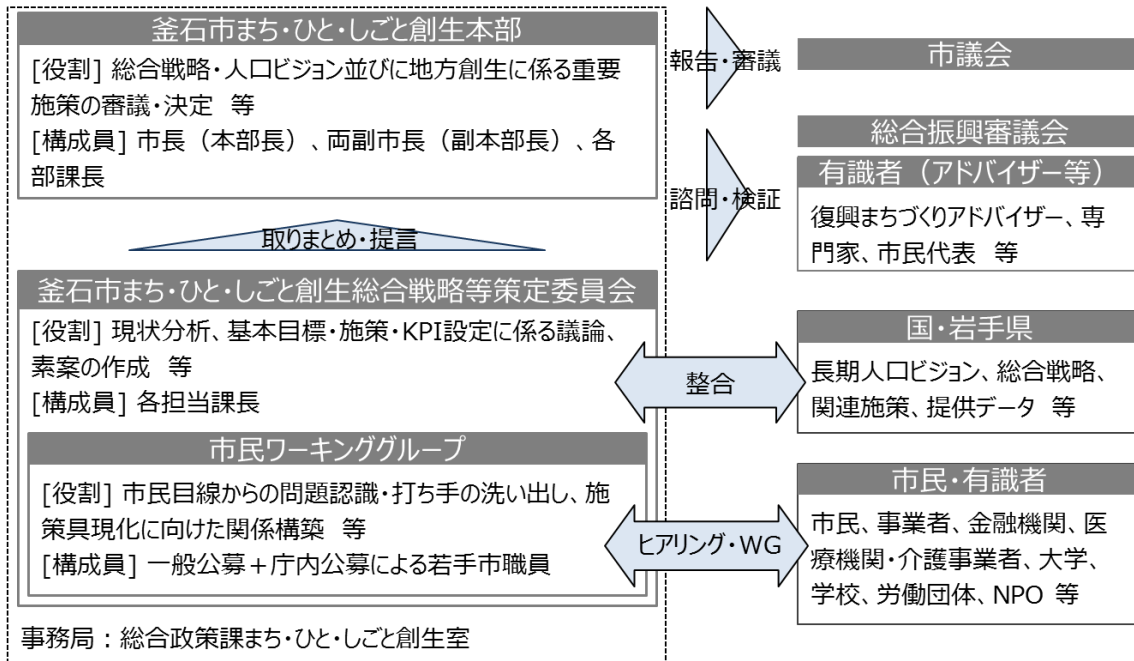 釜石市まち・ひと・しごと創生本部
[役割] 総合戦略・人口ビジョン並びに地方創生に係る重要
施策の審議・決定 等
[構成員] 市長（本部長）、両副市長（副本部長）、各
部課長
取りまとめ・提言
釜石市まち・ひと・しごと創生総合戦略等策定委員会
[役割] 現状分析、基本目標・施策・KPI設定に係る議論、
素案の作成 等
[構成員] 各担当課長
市民ワーキンググループ
[役割] 市民目線からの問題認識・打ち手の洗い出し、施
策具現化に向けた関係構築 等
[構成員] 一般公募＋庁内公募による若手市職員
事務局：総合政策課まち・ひと・しごと創生室
報告・審議
市議会
諮問・検証
総合振興審議会
有識者（アドバイザー等）
復興まちづくりアドバイザー、専
門家、市民代表 等
整合
国・岩手県
長期人口ビジョン、総合戦略、
関連施策、提供データ 等
ヒアリング・WG
市民・有識者
市民、事業者、金融機関、医
療機関・介護事業者、大学、
学校、労働団体、NPO 等